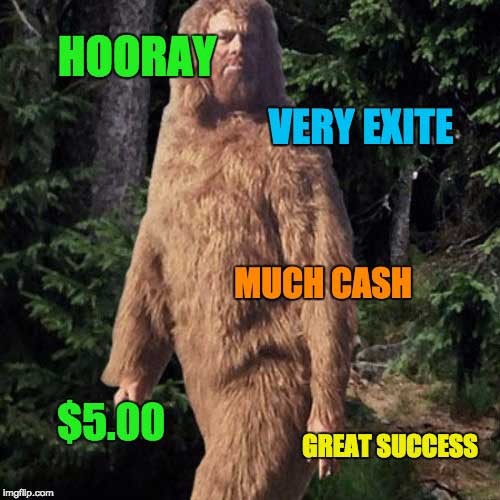 HOORAY
VERY EXITE
MUCH CASH
$5.00
GREAT SUCCESS
imgflip.com